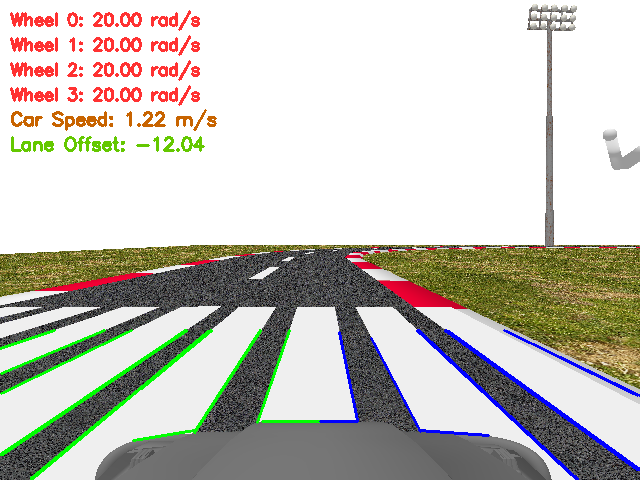 Wheel 0: 20.00 rad/s
Wheel 1: 20.00 rad/s
Wheel 2: 20.00 rad/s
Wheel 3: 20.00 rad/s
Car Speed: 1.22 m/s
Lane Offset: -12.04